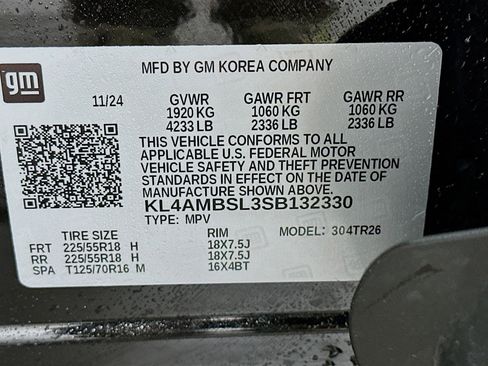 gm
MFD BY GM KOREA COMPANY
11/24 GVWR GAWR FRT GAWR RR
1920 KG 1060 KG 1060 KG
4233 LB 2336 LB 2336 LB
THIS VEHICLE CONFORMS TO ALL
APPLICABLE U.S. FEDERAL MOTOR
VEHICLE SAFETY AND THEFT PREVENTION
STANDARDS IN EFFECT ON THE DATE OF
MANUFACTURE SHOWN ABOVE.
KL4AMBSL3SB132330
TYPE: MPV MODEL: 304TR26
TIRE SIZE RIM
FRT 225/55R18 H 18X7.5J
RR 225/55R18 H 18X7.5J
SPA T125/70R16 M 16X4BT